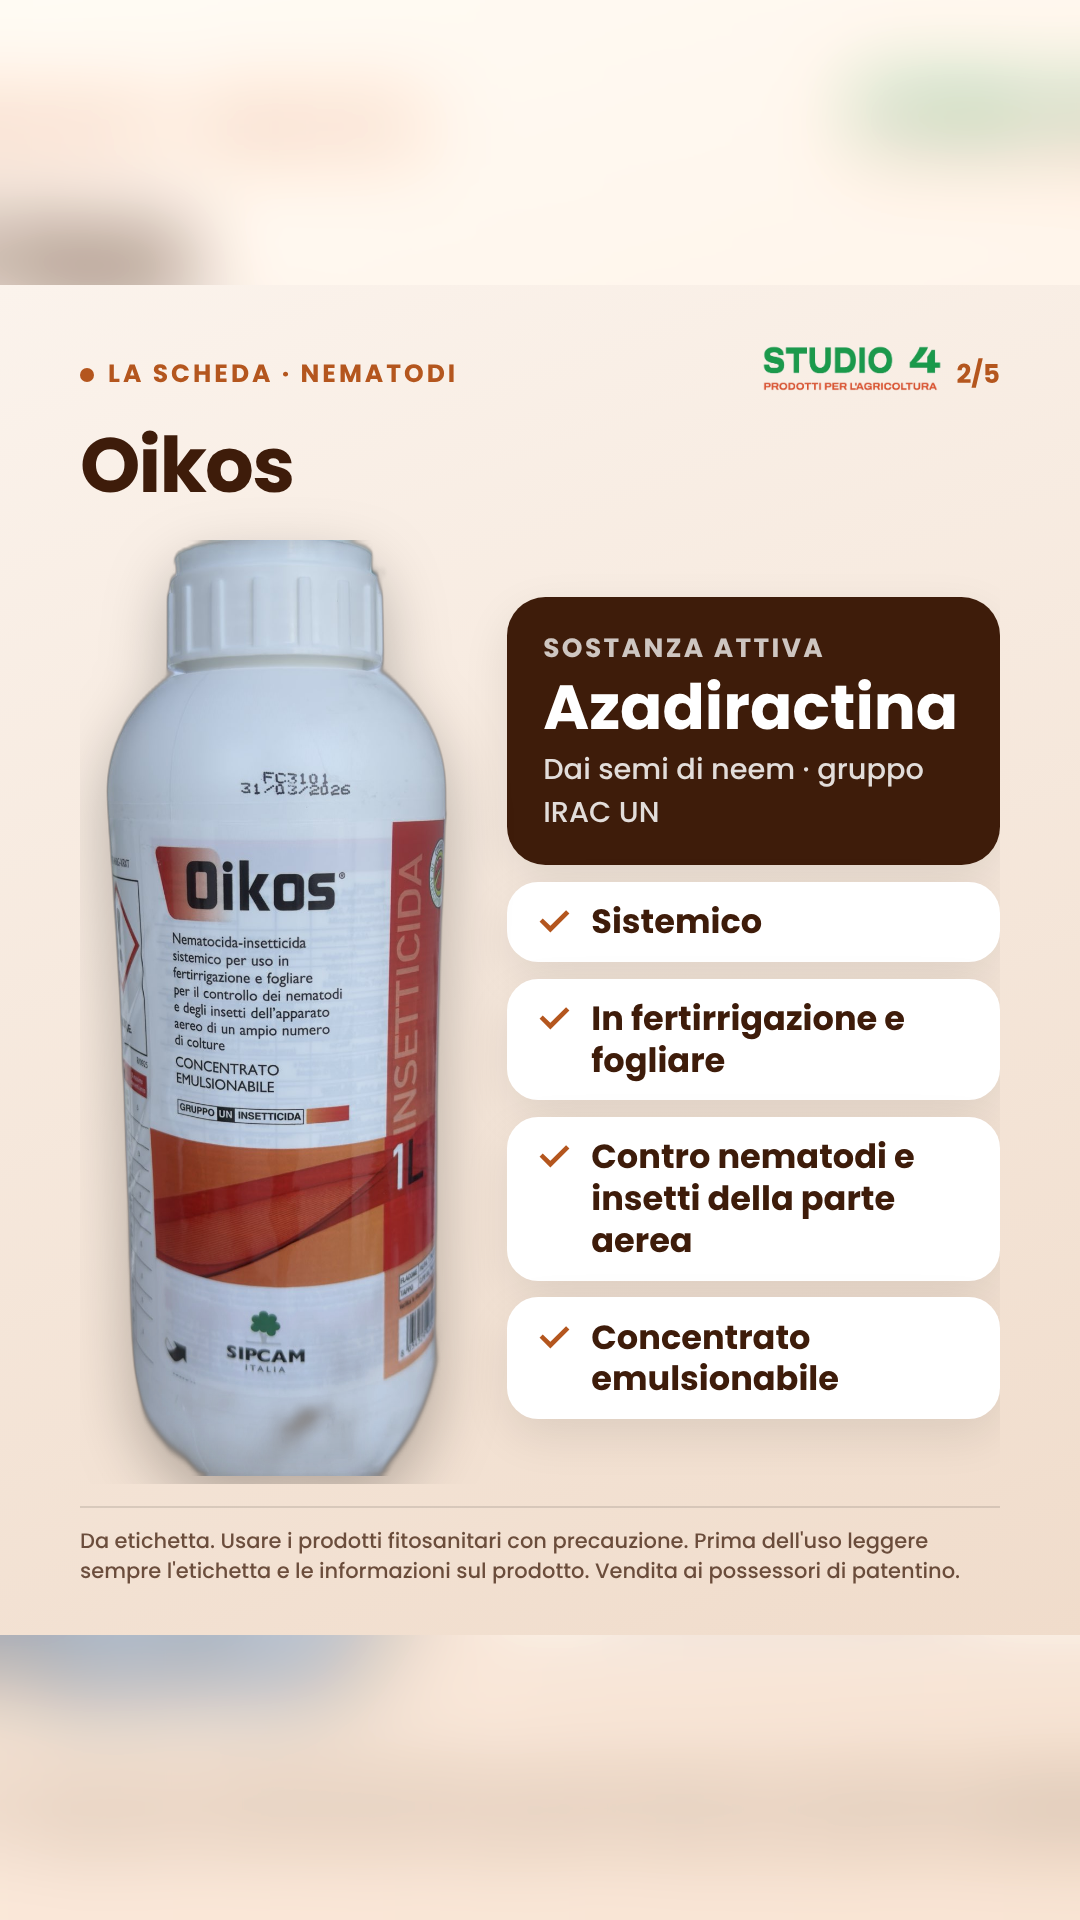 LA SCHEDA · NEMATODI
STUDIO 4
PRODOTTI PER L'AGRICOLTURA
2/5
Oikos
FC3101
31/03/2026
Oikos®
Nematocida-insetticida
sistemico per uso in
fertirrigazione e fogliare
per il controllo dei nematodi
e degli insetti dell'apparato
aereo di un ampio numero
di colture
CONCENTRATO
EMULSIONABILE
GRUPPO UN INSETTICIDA
INSETTICIDA
1L
SIPCAM
ITALIA
SOSTANZA ATTIVA
Azadiractina
Dai semi di neem · gruppo
IRAC UN
Sistemico
In fertirrigazione e
fogliare
Contro nematodi e
insetti della parte
aerea
Concentrato
emulsionabile
Da etichetta. Usare i prodotti fitosanitari con precauzione. Prima dell'uso leggere
sempre l'etichetta e le informazioni sul prodotto. Vendita ai possessori di patentino.